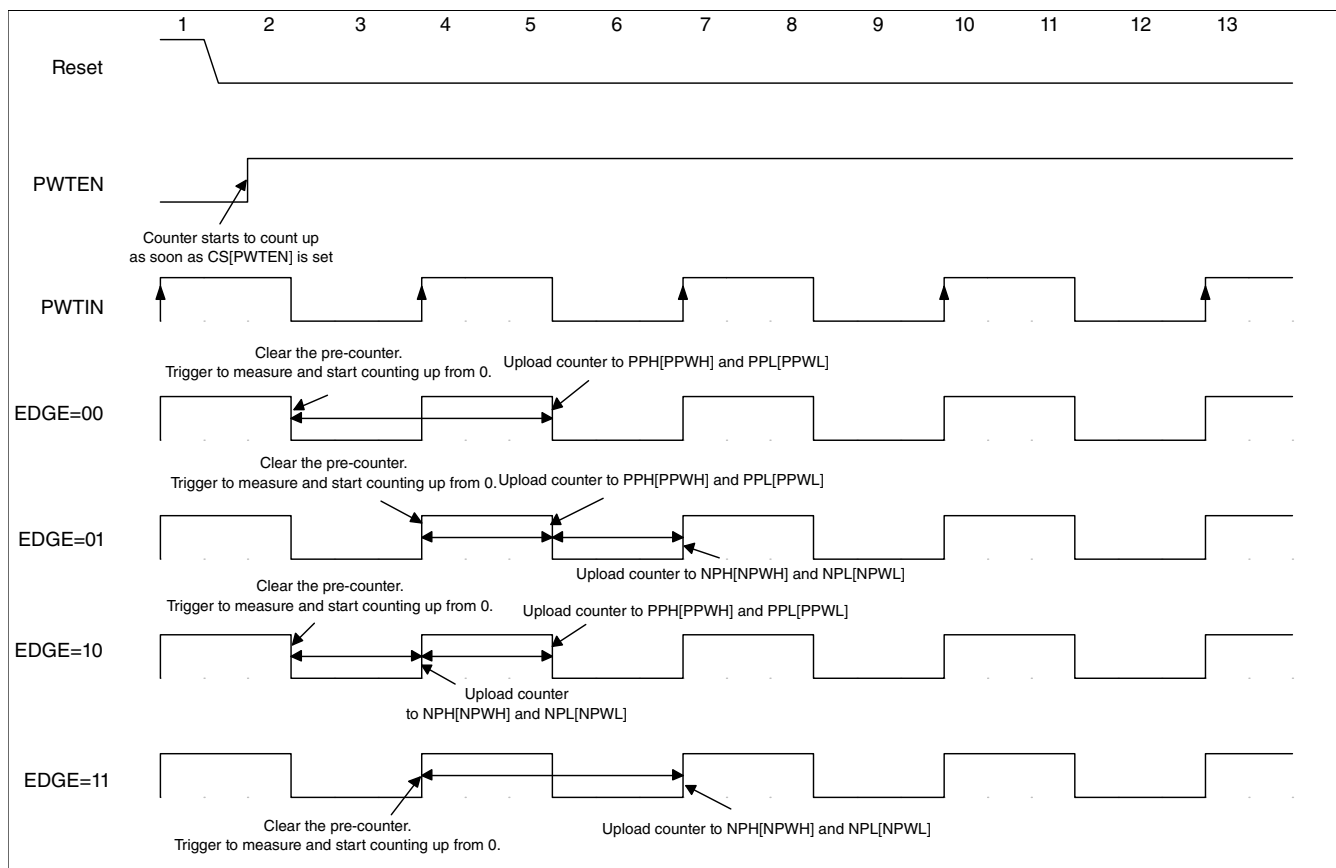 1 2 3 4 5 6 7 8 9 10 11 12 13
Reset
PWTEN
Counter starts to count up
as soon as CS[PWTEN] is set
PWTIN
Clear the pre-counter.
Trigger to measure and start counting up from 0.
Upload counter to PPH[PPWH] and PPL[PPWL]
EDGE=00
Clear the pre-counter.
Trigger to measure and start counting up from 0.
Upload counter to PPH[PPWH] and PPL[PPWL]
EDGE=01
Upload counter to NPH[NPWH] and NPL[NPWL]
Clear the pre-counter.
Trigger to measure and start counting up from 0.
Upload counter to PPH[PPWH] and PPL[PPWL]
EDGE=10
Upload counter
to NPH[NPWH] and NPL[NPWL]
EDGE=11
Clear the pre-counter.
Trigger to measure and start counting up from 0.
Upload counter to NPH[NPWH] and NPL[NPWL]